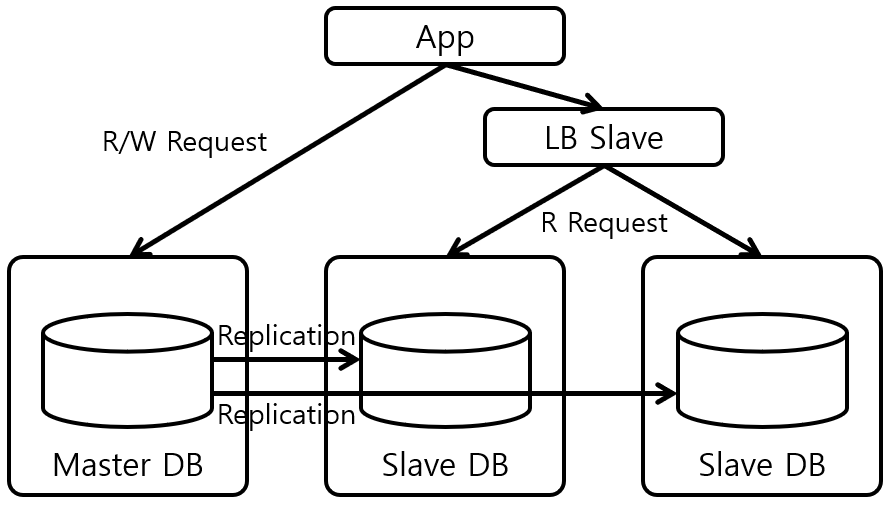 App
R/W Request
LB Slave
R Request
Replication
Replication
Master DB
Slave DB
Slave DB